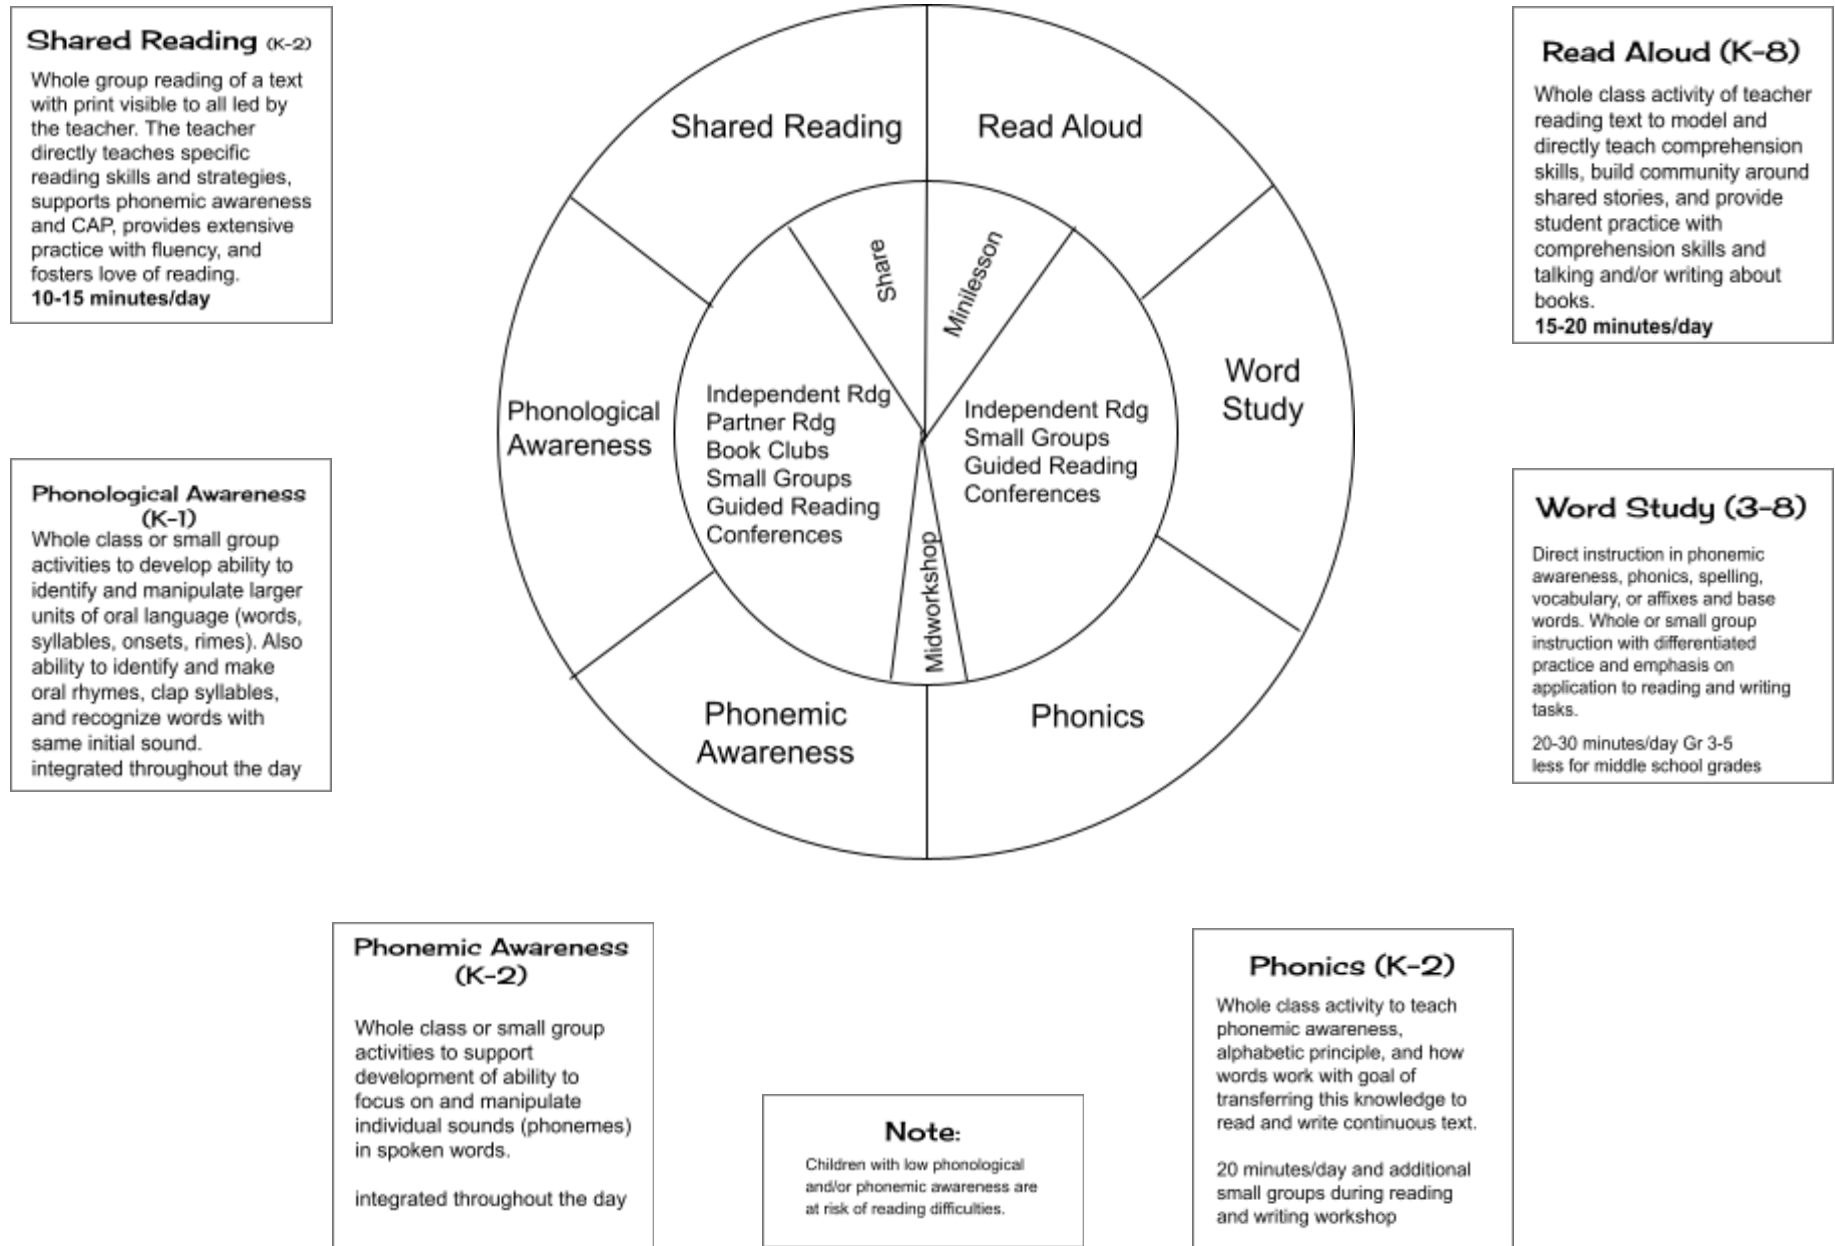 Shared Reading (K-2)
Whole group reading of a text
with print visible to all led by
the teacher. The teacher
directly teaches specific
reading skills and strategies,
supports phonemic awareness
and CAP, provides extensive
practice with fluency, and
fosters love of reading.
10-15 minutes/day
Read Aloud (K-8)
Whole class activity of teacher
reading text to model and
directly teach comprehension
skills, build community around
shared stories, and provide
student practice with
comprehension skills and
talking and/or writing about
books.
15-20 minutes/day
Shared Reading
Read Aloud
Share
Minilesson
Word
Study
Phonological
Awareness
Independent Rdg
Partner Rdg
Book Clubs
Small Groups
Guided Reading
Conferences
Independent Rdg
Small Groups
Guided Reading
Conferences
Midworkshop
Phonemic
Awareness
Phonics
Phonological Awareness
(K-1)
Whole class or small group
activities to develop ability to
identify and manipulate larger
units of oral language (words,
syllables, onsets, rimes). Also
ability to identify and make
oral rhymes, clap syllables,
and recognize words with
same initial sound.
integrated throughout the day
Word Study (3-8)
Direct instruction in phonemic
awareness, phonics, spelling,
vocabulary, or affixes and base
words. Whole or small group
instruction with differentiated
practice and emphasis on
application to reading and writing
tasks.
20-30 minutes/day Gr 3-5
less for middle school grades
Phonemic Awareness
(K-2)
Whole class or small group
activities to support
development of ability to
focus on and manipulate
individual sounds (phonemes)
in spoken words.
integrated throughout the day
Note:
Children with low phonological
and/or phonemic awareness are
at risk of reading difficulties.
Phonics (K-2)
Whole class activity to teach
phonemic awareness,
alphabetic principle, and how
words work with goal of
transferring this knowledge to
read and write continuous text.
20 minutes/day and additional
small groups during reading
and writing workshop